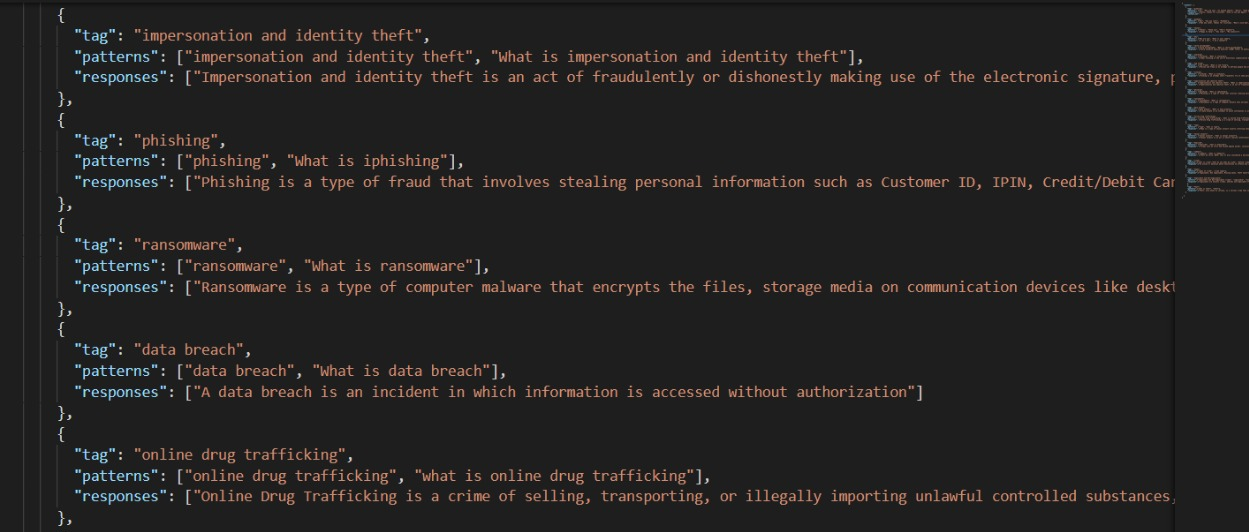 {
"tag": "impersonation and identity theft",
"patterns": ["impersonation and identity theft", "What is impersonation and identity theft"],
"responses": ["Impersonation and identity theft is an act of fraudulently or dishonestly making use of the electronic signature,
},
{
"tag": "phishing",
"patterns": ["phishing", "What is iphishing"],
"responses": ["Phishing is a type of fraud that involves stealing personal information such as Customer ID, IPIN, Credit/Debit Car
},
{
"tag": "ransomware",
"patterns": ["ransomware", "What is ransomware"],
"responses": ["Ransomware is a type of computer malware that encrypts the files, storage media on communication devices like deskt
},
{
"tag": "data breach",
"patterns": ["data breach", "What is data breach"],
"responses": ["A data breach is an incident in which information is accessed without authorization"]
},
{
"tag": "online drug trafficking",
"patterns": ["online drug trafficking", "what is online drug trafficking"],
"responses": ["Online Drug Trafficking is a crime of selling, transporting, or illegally importing unlawful controlled substances,
},